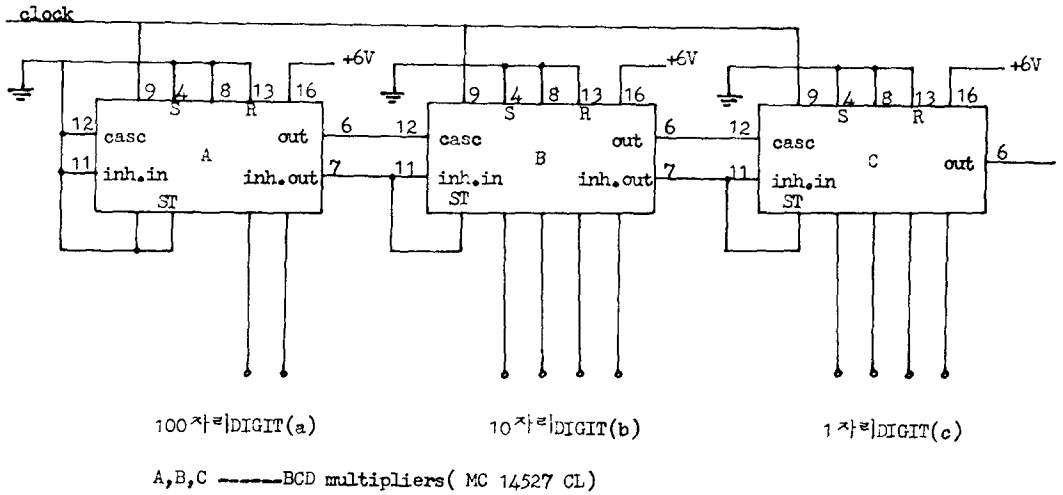 clock
+6V +6V +6V
9 4 8 13 16 9 4 8 13 16 9 4 8 13 16
S R S R S R
12 casc A out 6 12 casc B out 6 12 casc C out 6
11 inh.in inh.out 7 11 inh.in inh.out 7 11 inh.in
ST ST ST
100자리DIGIT(a) 10자리DIGIT(b) 1자리DIGIT(c)
A,B,C ------BCD multipliers( MC 14527 CL)